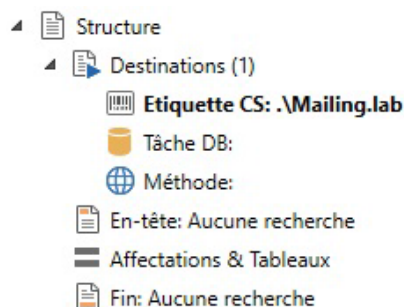 Structure
Destinations (1)
Etiquette CS: .\Mailing.lab
Tâche DB:
Méthode:
En-tête: Aucune recherche
Affectations & Tableaux
Fin: Aucune recherche